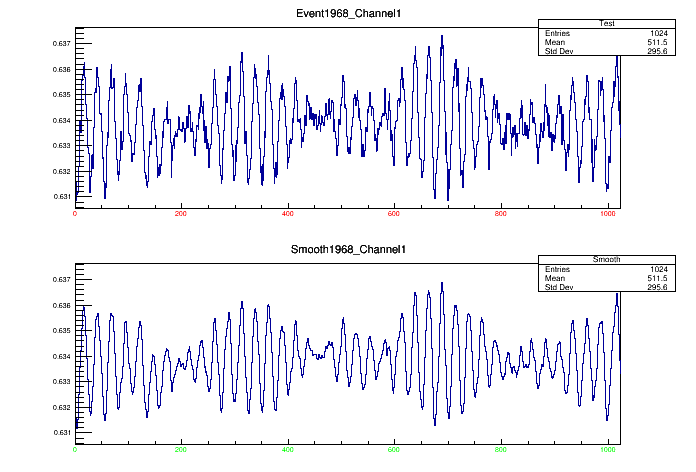 Event1968_Channel1
Test
Entries 1024
Mean 511.5
Std Dev 295.6
0.637
0.636
0.635
0.634
0.633
0.632
0.631
0 200 400 600 800 1000
Smooth1968_Channel1
Smooth
Entries 1024
Mean 511.5
Std Dev 295.6
0.637
0.636
0.635
0.634
0.633
0.632
0.631
0 200 400 600 800 1000